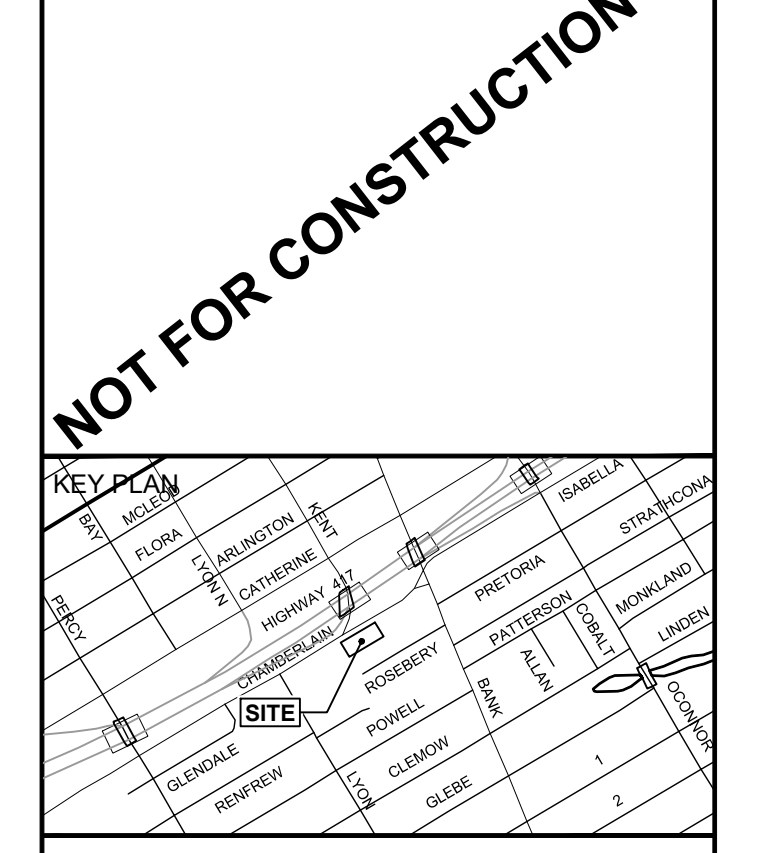 NOT FOR CONSTRUCTION
KEY PLAN
ISABELLA
MCLEOD
STRATHCONA
BAY
KENT
FLORA
ARLINGTON
LYON N
CATHERINE
HIGHWAY 417
PRETORIA
MONKLAND
PERCY
PATTERSON
COBALT
LINDEN
CHAMBERLAIN
ROSEBERY
ALLAN
BANK
SITE
POWELL
OCONNOR
GLENDALE
CLEMOW
RENFREW
LYON
GLEBE
1
2